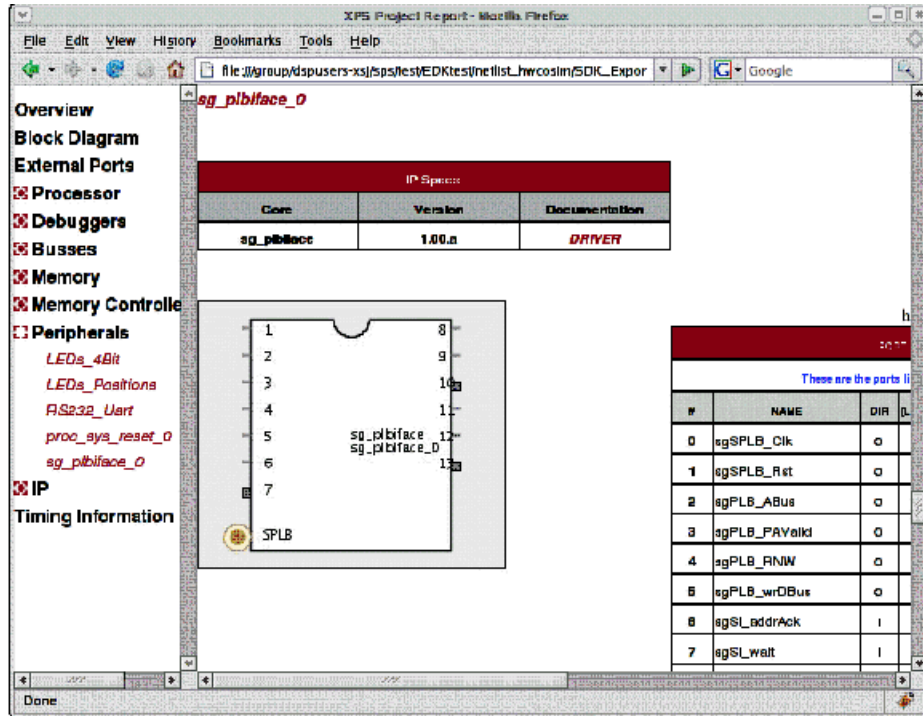 XPS Project Report - Mozilla Firefox
File Edit View History Bookmarks Tools Help
file:///group/dspusers-xsj/sps/test/EDKtest/netlist_hwcosim/SDK_Expor
Google
Overview
Block Diagram
External Ports
Processor
Debuggers
Busses
Memory
Memory Controlle
Peripherals
LEDs_4Bit
LEDs_Positions
RS232_Uart
proc_sys_reset_0
sg_plbiface_0
IP
Timing Information
sg_plbiface_0
IP Specs
Core Version Documentation
sg_plbiface 1.00.a DRIVER
1 8
2 9
3 10
4 11
5 sg_plbiface 12
sg_plbiface_0
6 13
7
SPLB
h
These are the ports li
# NAME DIR [L
0 sgSPLB_Clk O
1 sgSPLB_Rst O
2 sgPLB_ABus O
3 sgPLB_PAValid O
4 sgPLB_RNW O
5 sgPLB_wrDBus O
6 sgSl_addrAck I
7 sgSl_wait I
Done